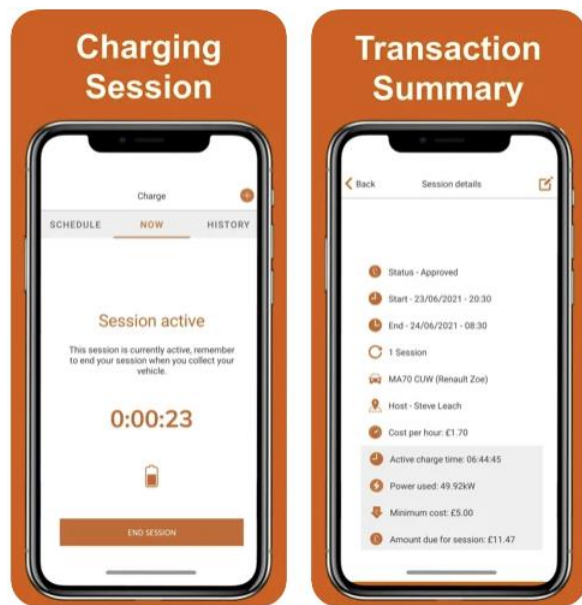 Charging
Session
Charge
SCHEDULE NOW HISTORY
Session active
This session is currently active, remember
to end your session when you collect your
vehicle.
0:00:23
END SESSION
Transaction
Summary
Back Session details
Status - Approved
Start - 23/06/2021 - 20:30
End - 24/06/2021 - 08:30
1 Session
MA70 CUW (Renault Zoe)
Host - Steve Leach
Cost per hour: £1.70
Active charge time: 06:44:45
Power used: 49.92kW
Minimum cost: £5.00
Amount due for session: £11.47